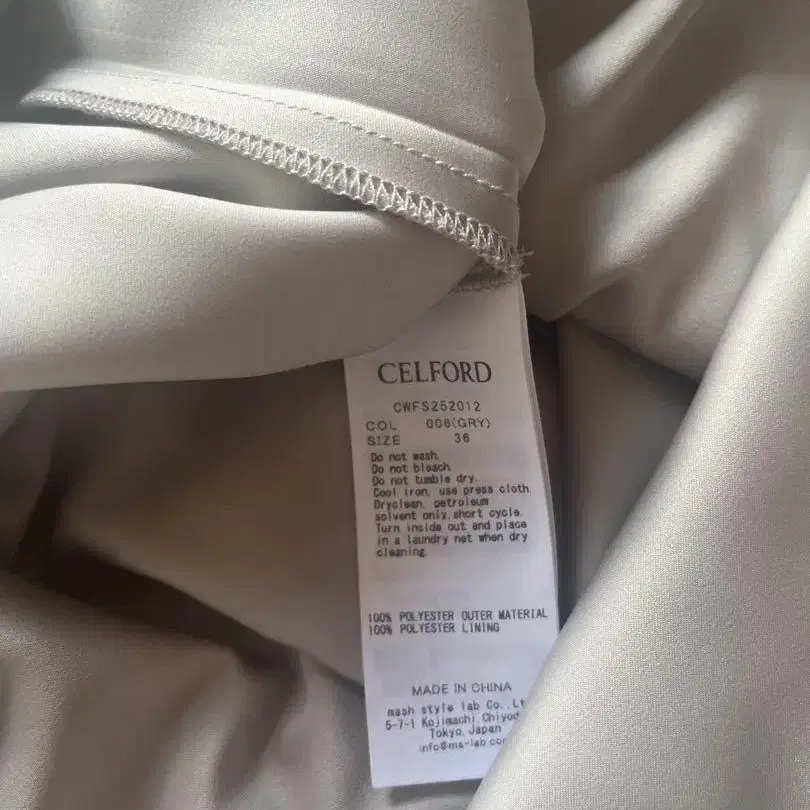 CELFORD
CWFS252012
COL 006(GRY)
SIZE 36
Do not wash.
Do not bleach.
Do not tumble dry.
Cool iron, use press cloth.
Dryclean, petroleum
solvent only, short cycle.
Turn inside out and place
in a laundry net when dry
cleaning.
100% POLYESTER OUTER MATERIAL
100% POLYESTER LINING
MADE IN CHINA
mash style lab Co., Lt
5-7-1 Kojimachi, Chiyod
Tokyo, Japan
info@ms-lab.co